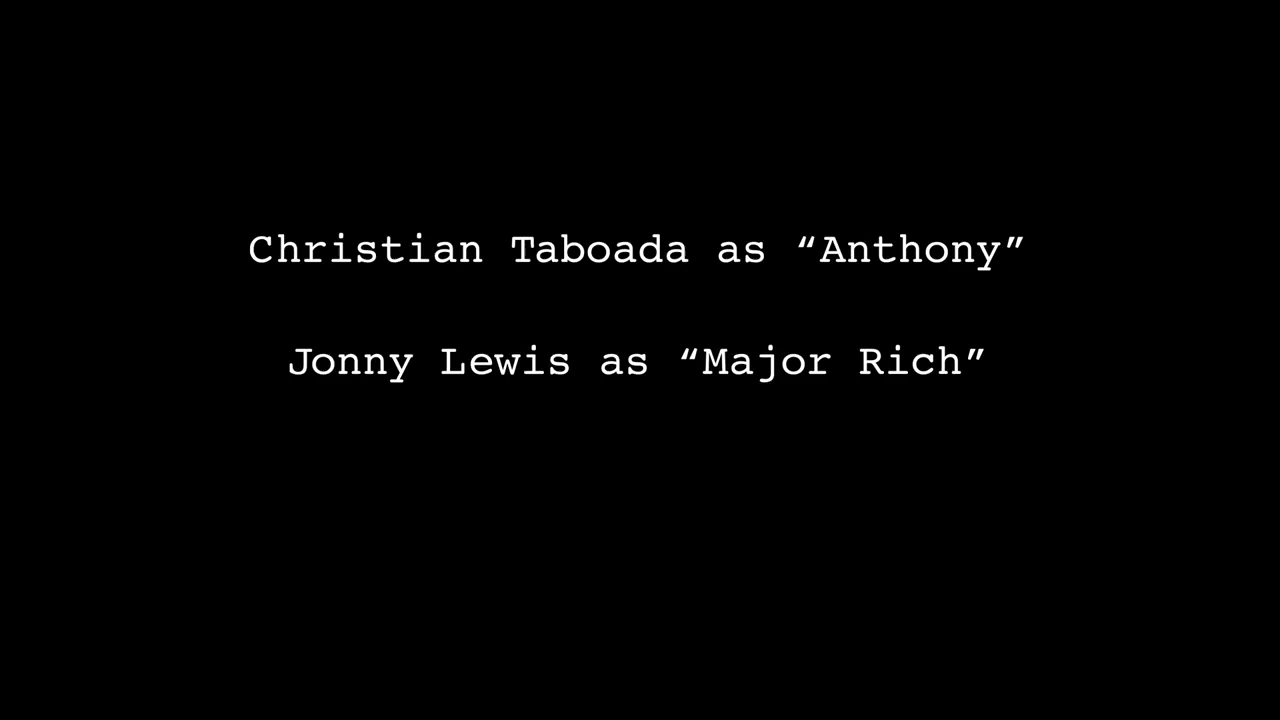 Christian Taboada as “Anthony”
Jonny Lewis as “Major Rich”